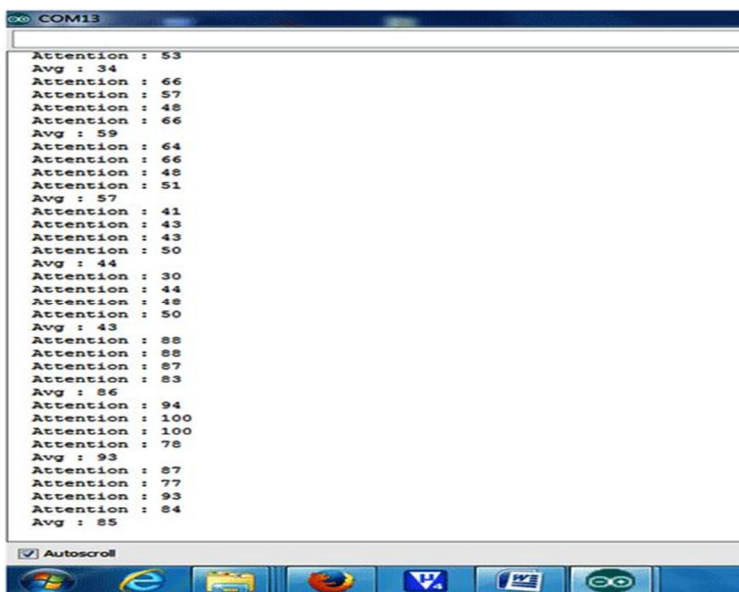 COM13
Attention : 53
Avg : 34
Attention : 66
Attention : 57
Attention : 48
Attention : 66
Avg : 59
Attention : 64
Attention : 66
Attention : 48
Attention : 51
Avg : 57
Attention : 41
Attention : 43
Attention : 43
Attention : 50
Avg : 44
Attention : 30
Attention : 44
Attention : 48
Attention : 50
Avg : 43
Attention : 88
Attention : 88
Attention : 87
Attention : 83
Avg : 86
Attention : 94
Attention : 100
Attention : 100
Attention : 78
Avg : 93
Attention : 87
Attention : 77
Attention : 93
Attention : 84
Avg : 85
Autoscroll